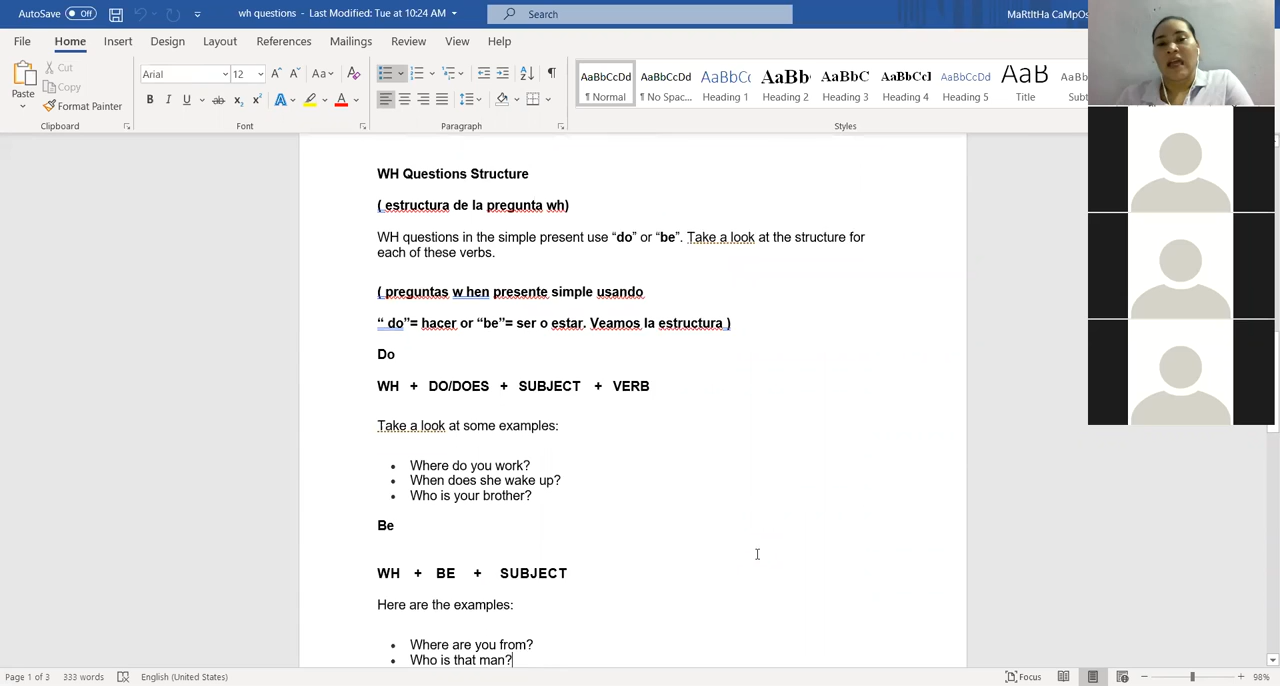 AutoSave Off wh questions - Last Modified: Tue at 10:24 AM Search MaRtItHa CaMpOs
File Home Insert Design Layout References Mailings Review View Help
Cut
Copy
Paste Format Painter
Arial 12 Aa
B I U ab x₂ x² A A
AaBbCcDd AaBbCcDd AaBbCc AaBb AaBbC AaBbCcI AaBbCcDd AaB AaBb
¶ Normal ¶ No Spac... Heading 1 Heading 2 Heading 3 Heading 4 Heading 5 Title Subt
Clipboard Font Paragraph Styles
WH Questions Structure
( estructura de la pregunta wh)
WH questions in the simple present use “do” or “be”. Take a look at the structure for
each of these verbs.
( preguntas w hen presente simple usando
“ do”= hacer or “be”= ser o estar. Veamos la estructura )
Do
WH + DO/DOES + SUBJECT + VERB
Take a look at some examples:
• Where do you work?
• When does she wake up?
• Who is your brother?
Be
WH + BE + SUBJECT
Here are the examples:
• Where are you from?
• Who is that man?
Page 1 of 3 333 words English (United States) Focus 98%